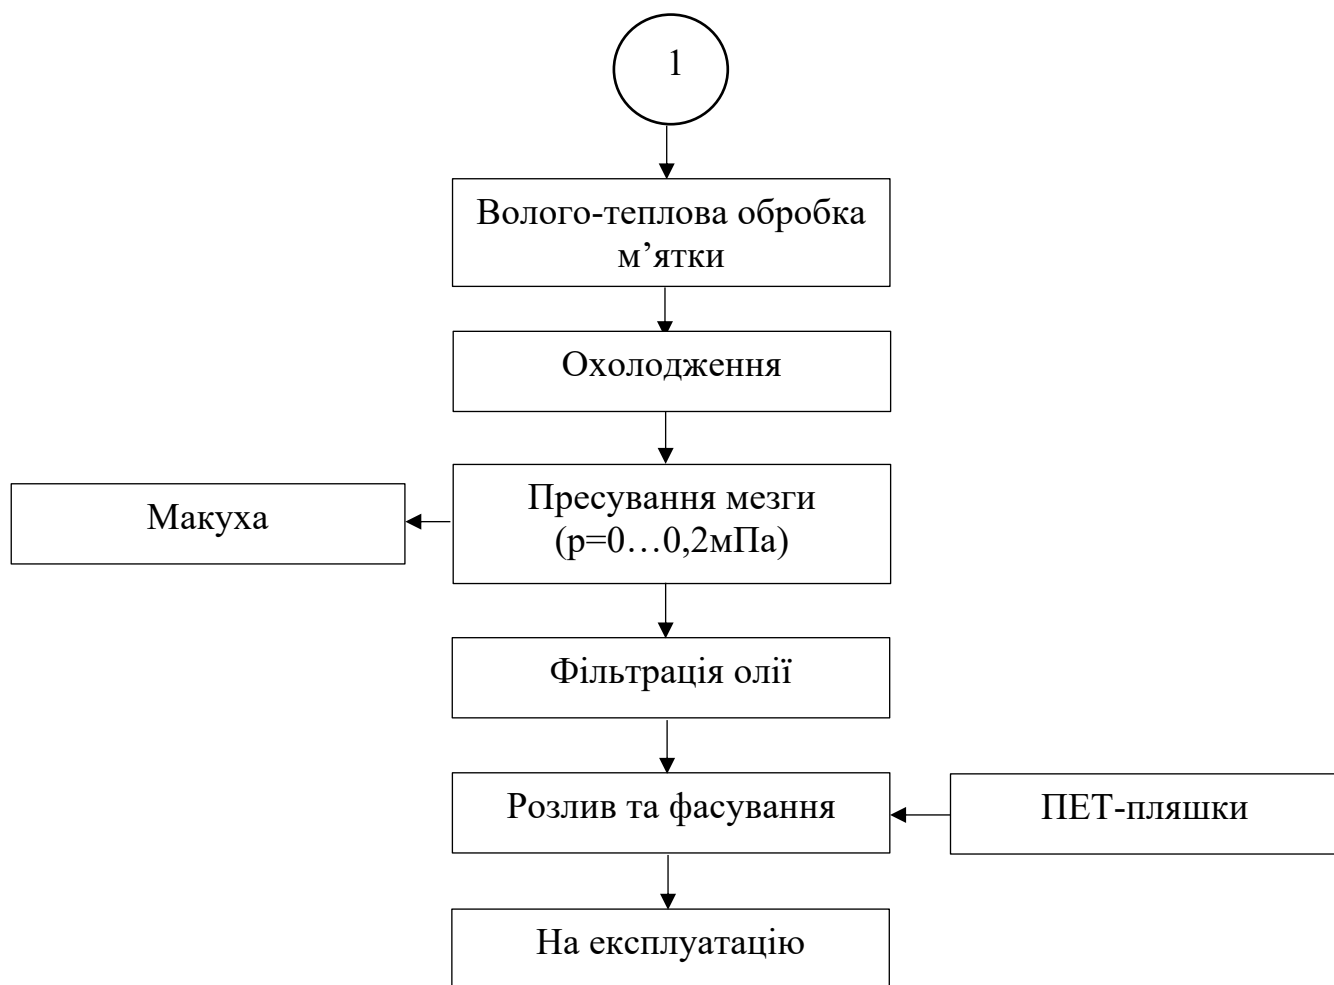 1
Волого-теплова обробка
м’ятки
Охолодження
Макуха
Пресування мезги
(р=0…0,2мПа)
Фільтрація олії
Розлив та фасування
ПЕТ-пляшки
На експлуатацію